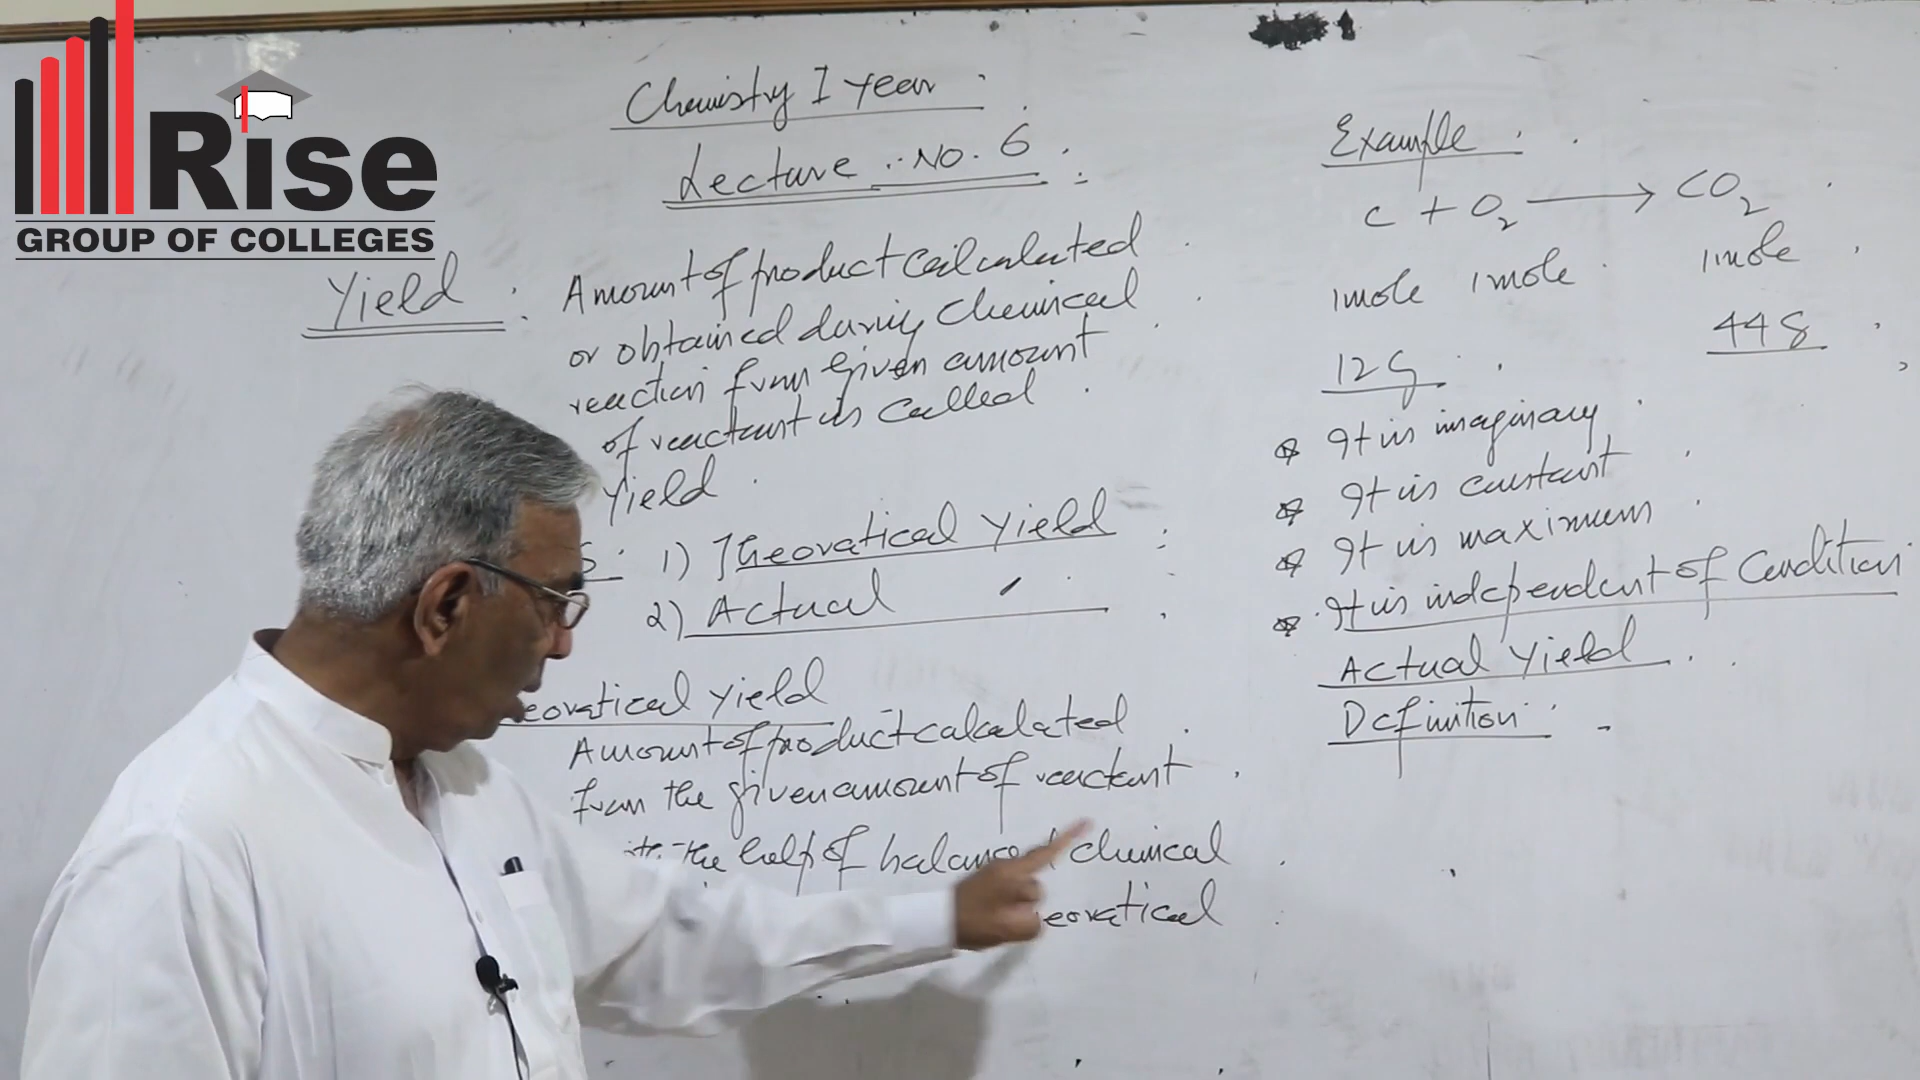 Rise
GROUP OF COLLEGES
Chemistry I Year
Lecture No. 6
Yield : Amount of product calculated
or obtained during Chemical
reaction from given amount
of reactant is called
Yield
1) Theoratical Yield
2) Actual
eoratical Yield
Amount of product calculated
from the given amount of reactant
the help of balanced chemical
eoratical
Example :
C + O2 → CO2
1mole 1mole 1mole
12g 44g
It is imaginary
It is constant
It is maximum
It is independent of Condition
Actual Yield
Definition :